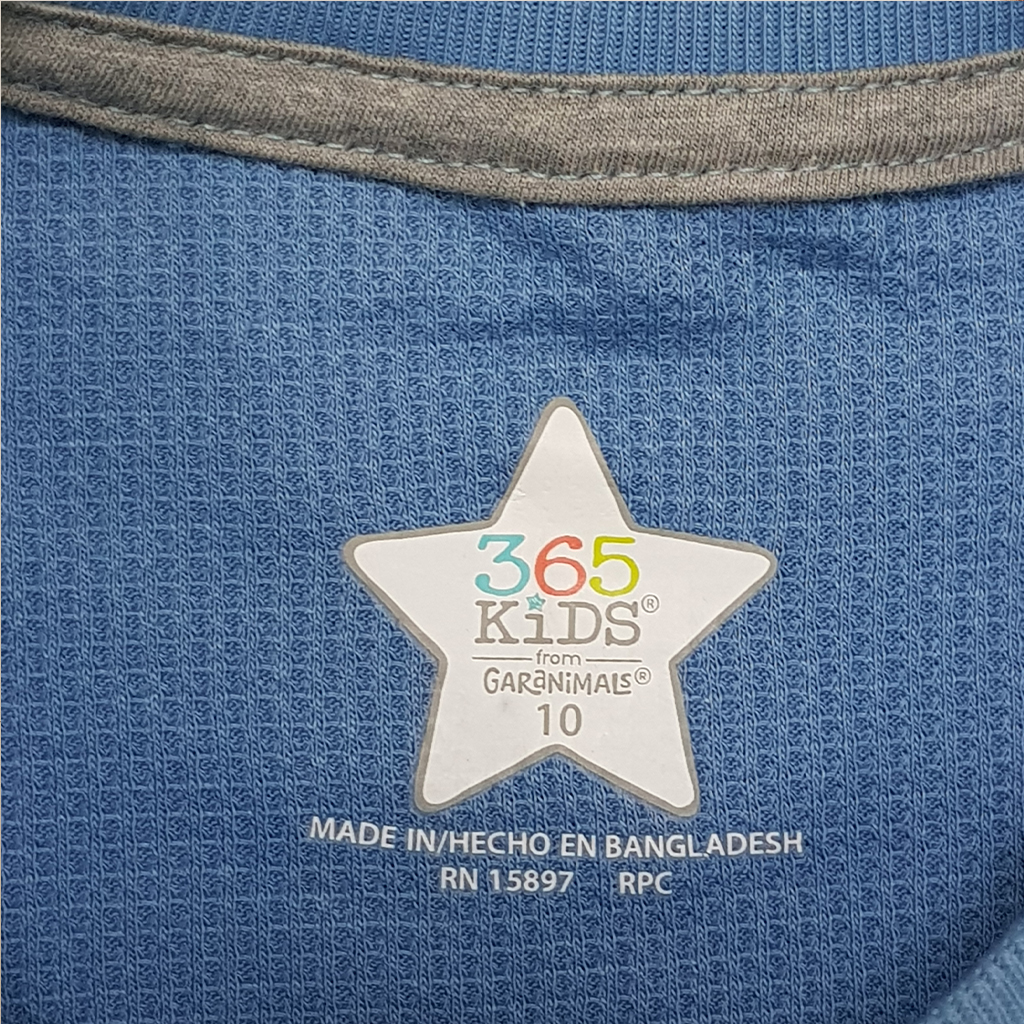 365
KiDS®
from
GARaNiMALS®
10
MADE IN/HECHO EN BANGLADESH
RN 15897 RPC